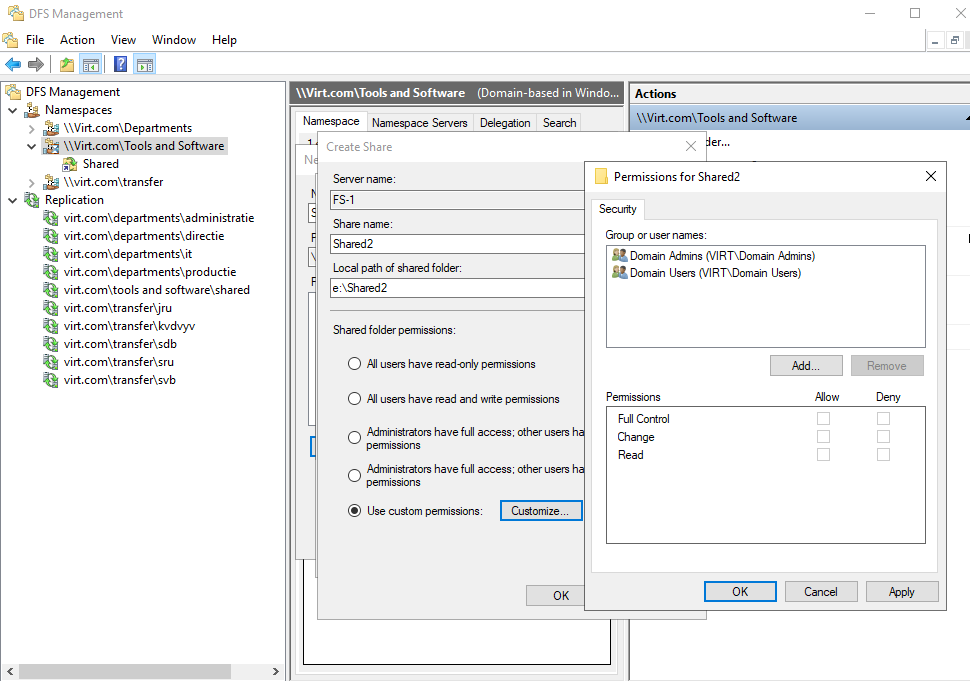 DFS Management
File Action View Window Help
DFS Management
Namespaces
\\Virt.com\Departments
\\Virt.com\Tools and Software
Shared
\\virt.com\transfer
Replication
virt.com\departments\administratie
virt.com\departments\directie
virt.com\departments\it
virt.com\departments\productie
virt.com\tools and software\shared
virt.com\transfer\jru
virt.com\transfer\kvdvyv
virt.com\transfer\sdb
virt.com\transfer\sru
virt.com\transfer\svb
\\Virt.com\Tools and Software (Domain-based in Windo...
Namespace Namespace Servers Delegation Search
Create Share
Server name:
FS-1
Share name:
Shared2
Local path of shared folder:
e:\Shared2
Shared folder permissions:
All users have read-only permissions
All users have read and write permissions
Administrators have full access; other users ha
permissions
Administrators have full access; other users ha
permissions
Use custom permissions: Customize...
OK
Actions
\\Virt.com\Tools and Software
der...
Permissions for Shared2
Security
Group or user names:
Domain Admins (VIRT\Domain Admins)
Domain Users (VIRT\Domain Users)
Add... Remove
Permissions Allow Deny
Full Control
Change
Read
OK Cancel Apply